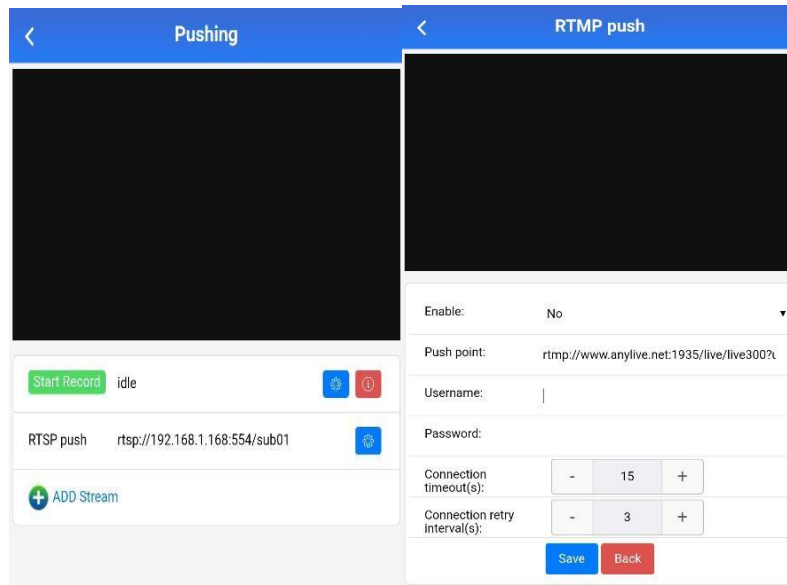 Pushing
Start Record idle
RTSP push rtsp://192.168.1.168:554/sub01
ADD Stream
RTMP push
Enable: No
Push point: rtmp://www.anylive.net:1935/live/live300?u
Username:
Password:
Connection
timeout(s): - 15 +
Connection retry
interval(s): - 3 +
Save Back